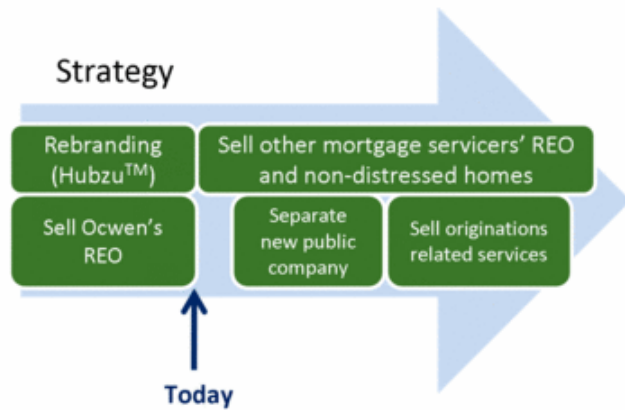 Strategy
Rebranding
(Hubzu™)
Sell other mortgage servicers' REO
and non-distressed homes
Sell Ocwen's
REO
Separate
new public
company
Sell originations
related services
Today